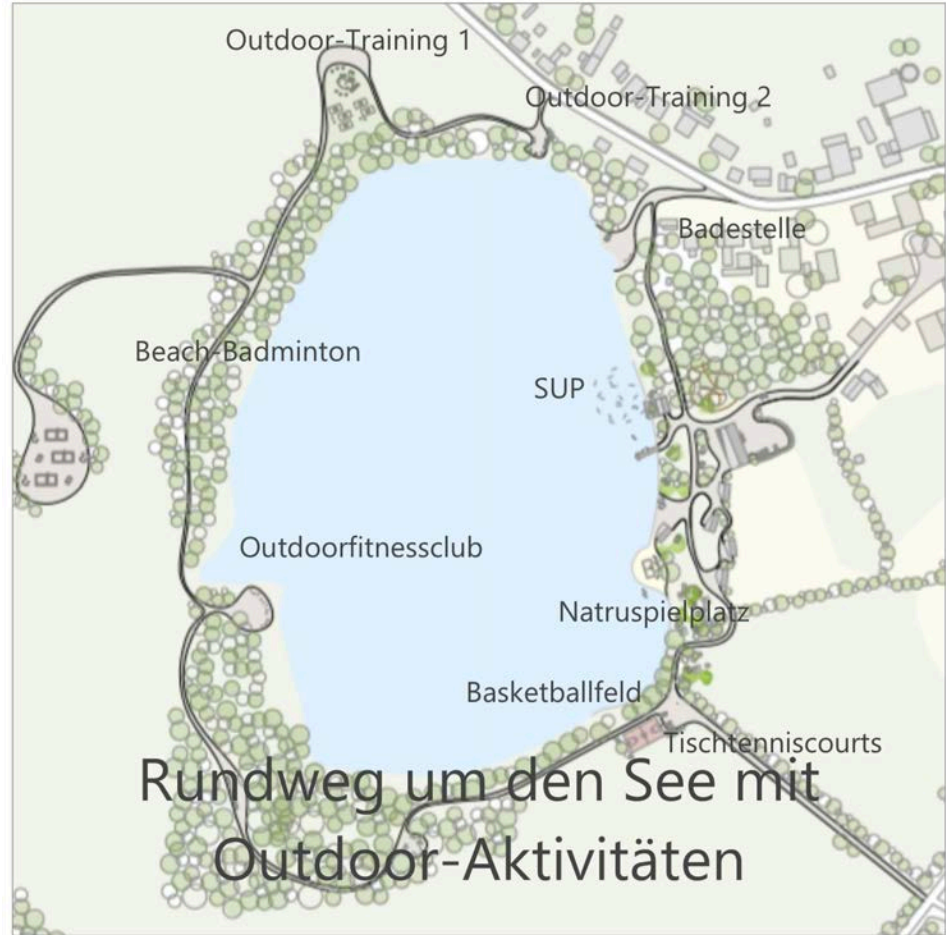 Outdoor-Training 1
Outdoor-Training 2
Badestelle
Beach-Badminton
SUP
Outdoorfitnessclub
Natruspielplatz
Basketballfeld
Tischtenniscourts
Rundweg um den See mit
Outdoor-Aktivitäten